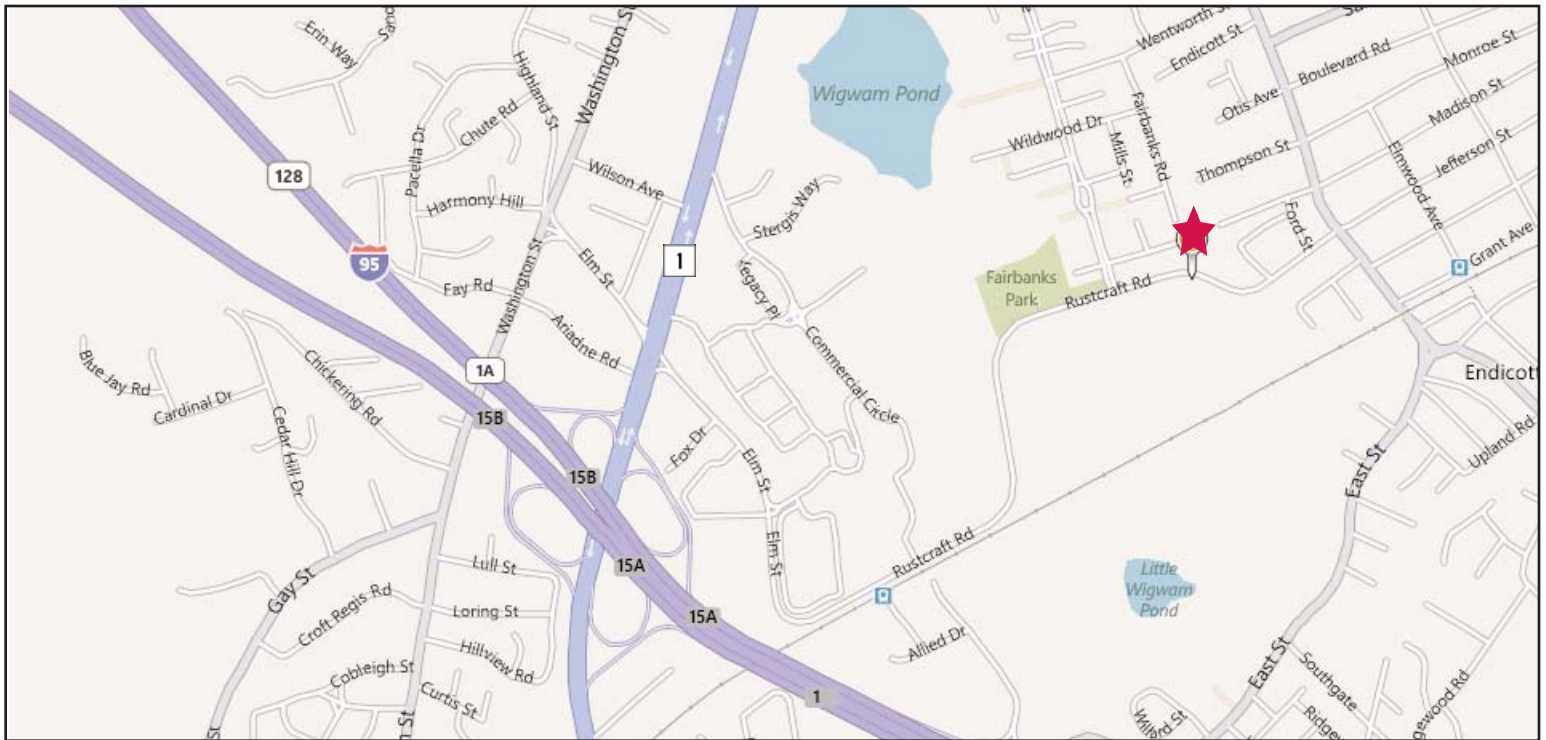 Erin Way
Washington St
Highland St
Wentworth St
Endicott St
Boulevard Rd
Otis Ave
Monroe St
Madison St
Jefferson St
Wigwam Pond
Chute Rd
Pacella Dr
Wildwood Dr
Mills St
Fairbanks Rd
Thompson St
Elmwood Ave
128
Wilson Ave
Harmony Hill
Stergis Way
Ford St
Grant Ave
95
Elm St
1
Legacy Pl
Fairbanks
Park
Rustcraft Rd
Fay Rd
Washington St
Ariadne Rd
Commercial Circle
Blue Jay Rd
Cardinal Dr
Chickering Rd
1A
15B
Cedar Hill Dr
Endicott
Upland Rd
East St
Fox Dr
Elm St
15B
Elm St
Rustcraft Rd
15A
Lull St
Gay St
Croft Regis Rd
Loring St
15A
Little
Wigwam
Pond
Hillview Rd
Allied Dr
Cobleigh St
Curtis St
1
East St
Southgate
Willard St
Ridge
gewood Rd
St
n St